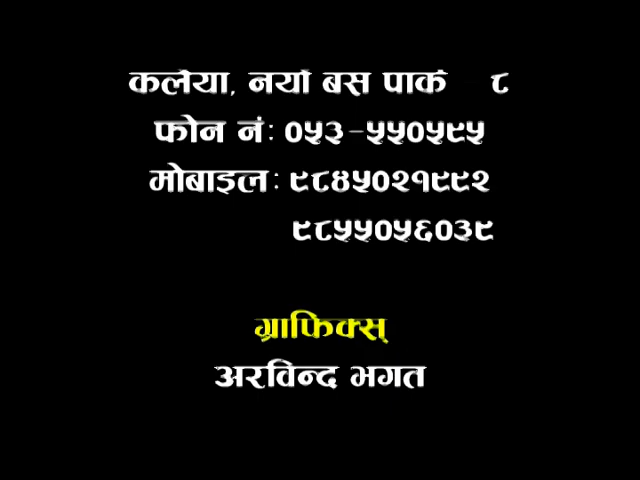 कलैया, नयाँ बस पार्क - ८
फोन नं: ०५३-५५०५९५
मोबाइल: ९८४५०२१९९२
९८५५०५६०३९
ग्राफिक्स्
अरविन्द भगत